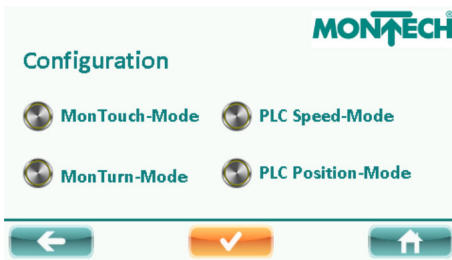 MONTECH®
Configuration
MonTouch-Mode PLC Speed-Mode
MonTurn-Mode PLC Position-Mode